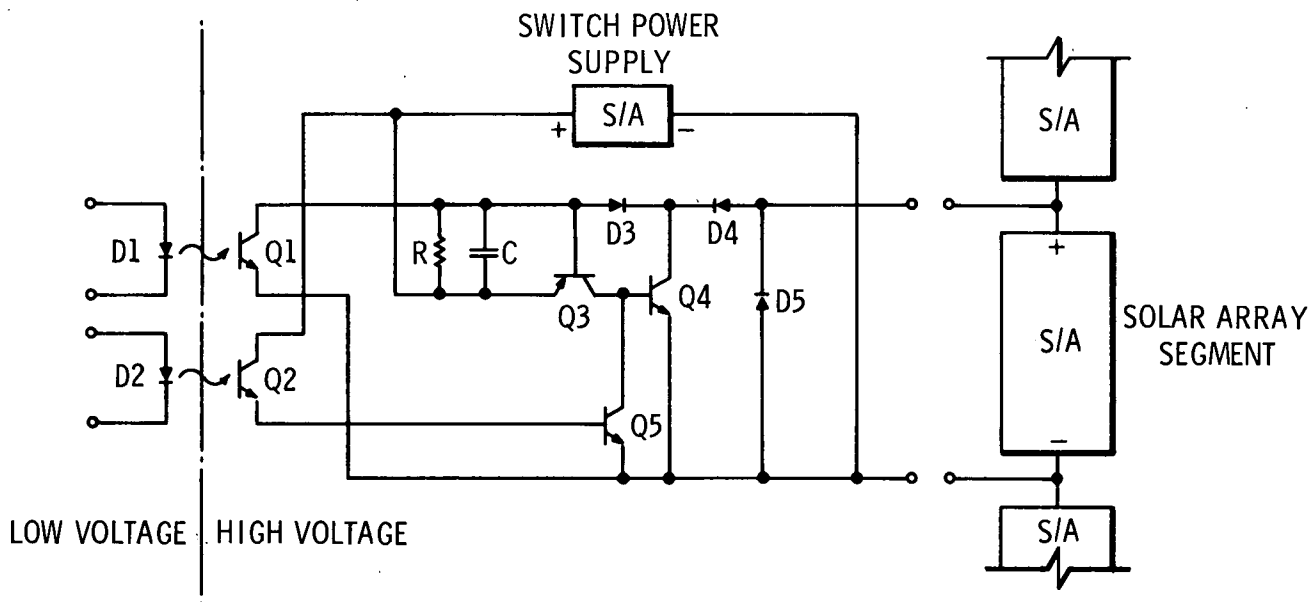 SWITCH POWER
SUPPLY
S/A
+ −
S/A
D1
Q1
R
C
D3
D4
Q3
Q4
D5
+
S/A
−
SOLAR ARRAY
SEGMENT
D2
Q2
Q5
S/A
LOW VOLTAGE
HIGH VOLTAGE